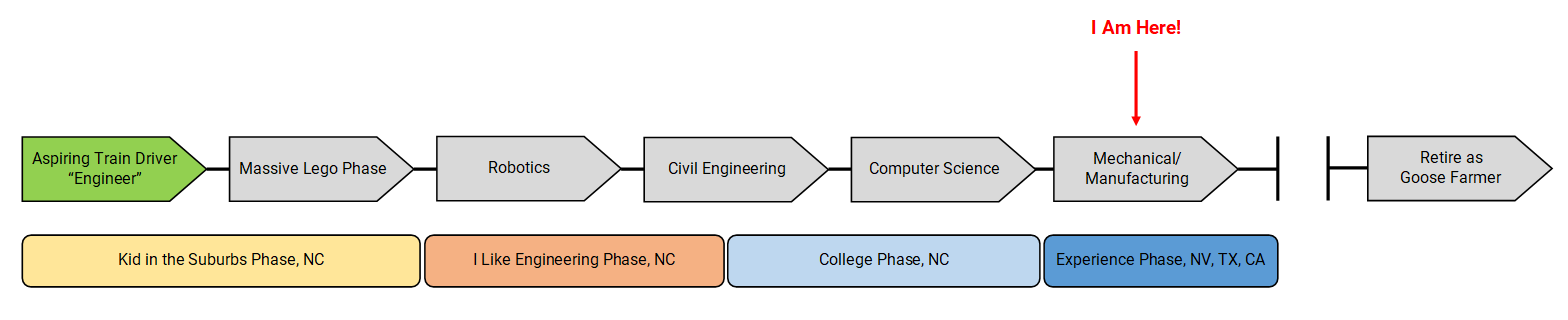 I Am Here!
Aspiring Train Driver
“Engineer”
Massive Lego Phase
Robotics
Civil Engineering
Computer Science
Mechanical/
Manufacturing
Retire as
Goose Farmer
Kid in the Suburbs Phase, NC
I Like Engineering Phase, NC
College Phase, NC
Experience Phase, NV, TX, CA